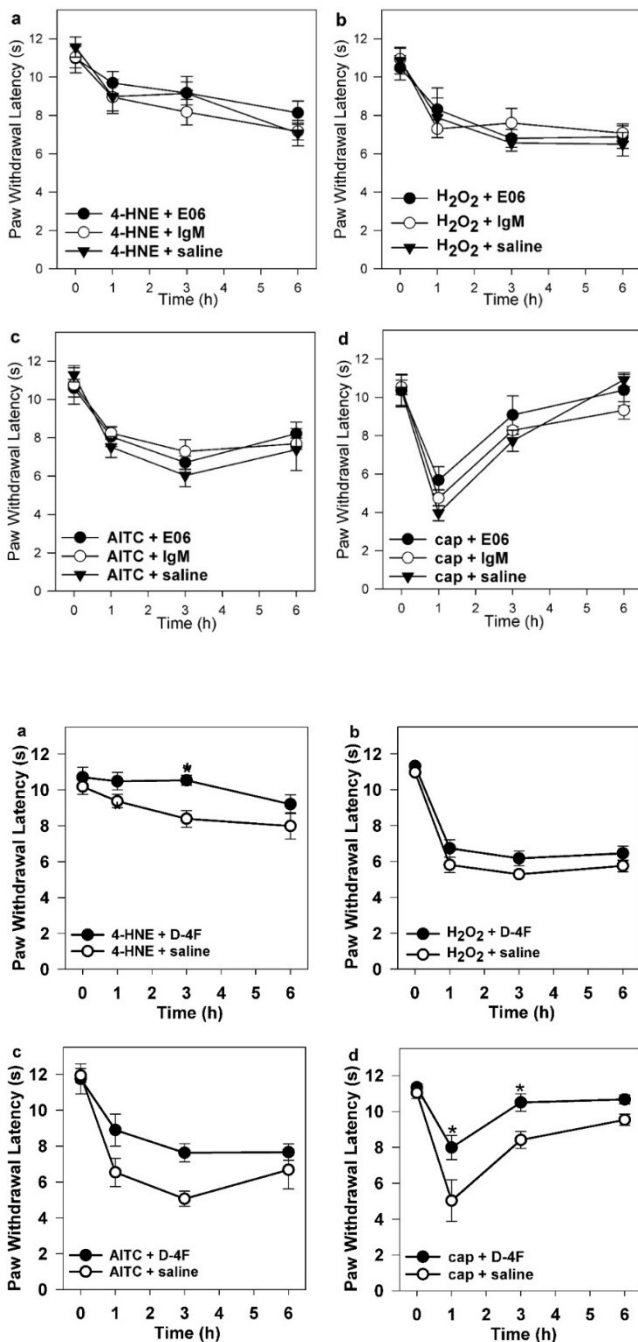 a
Paw Withdrawal Latency (s)
12
10
8
6
4
2
0
4-HNE + E06
4-HNE + IgM
4-HNE + saline
0 1 2 3 4 5 6
Time (h)
b
Paw Withdrawal Latency (s)
12
10
8
6
4
2
0
H₂O₂ + E06
H₂O₂ + IgM
H₂O₂ + saline
0 1 2 3 4 5 6
Time (h)
c
Paw Withdrawal Latency (s)
12
10
8
6
4
2
0
AITC + E06
AITC + IgM
AITC + saline
0 1 2 3 4 5 6
Time (h)
d
Paw Withdrawal Latency (s)
12
10
8
6
4
2
0
cap + E06
cap + IgM
cap + saline
0 1 2 3 4 5 6
Time (h)
a
Paw Withdrawal Latency (s)
12
10
8
6
4
2
0
*
4-HNE + D-4F
4-HNE + saline
0 1 2 3 4 5 6
Time (h)
b
Paw Withdrawal Latency (s)
12
10
8
6
4
2
0
H₂O₂ + D-4F
H₂O₂ + saline
0 1 2 3 4 5 6
Time (h)
c
Paw Withdrawal Latency (s)
12
10
8
6
4
2
0
AITC + D-4F
AITC + saline
0 1 2 3 4 5 6
Time (h)
d
Paw Withdrawal Latency (s)
12
10
8
6
4
2
0
* *
cap + D-4F
cap + saline
0 1 2 3 4 5 6
Time (h)